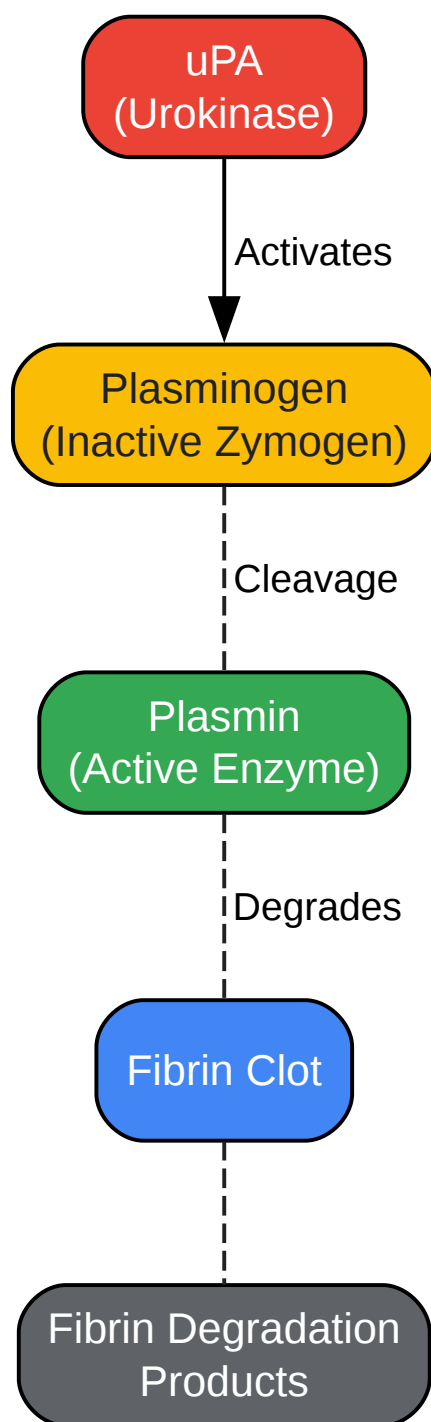 uPA
(Urokinase)
Activates
Plasminogen
(Inactive Zymogen)
Cleavage
Plasmin
(Active Enzyme)
Degrades
Fibrin Clot
Fibrin Degradation
Products